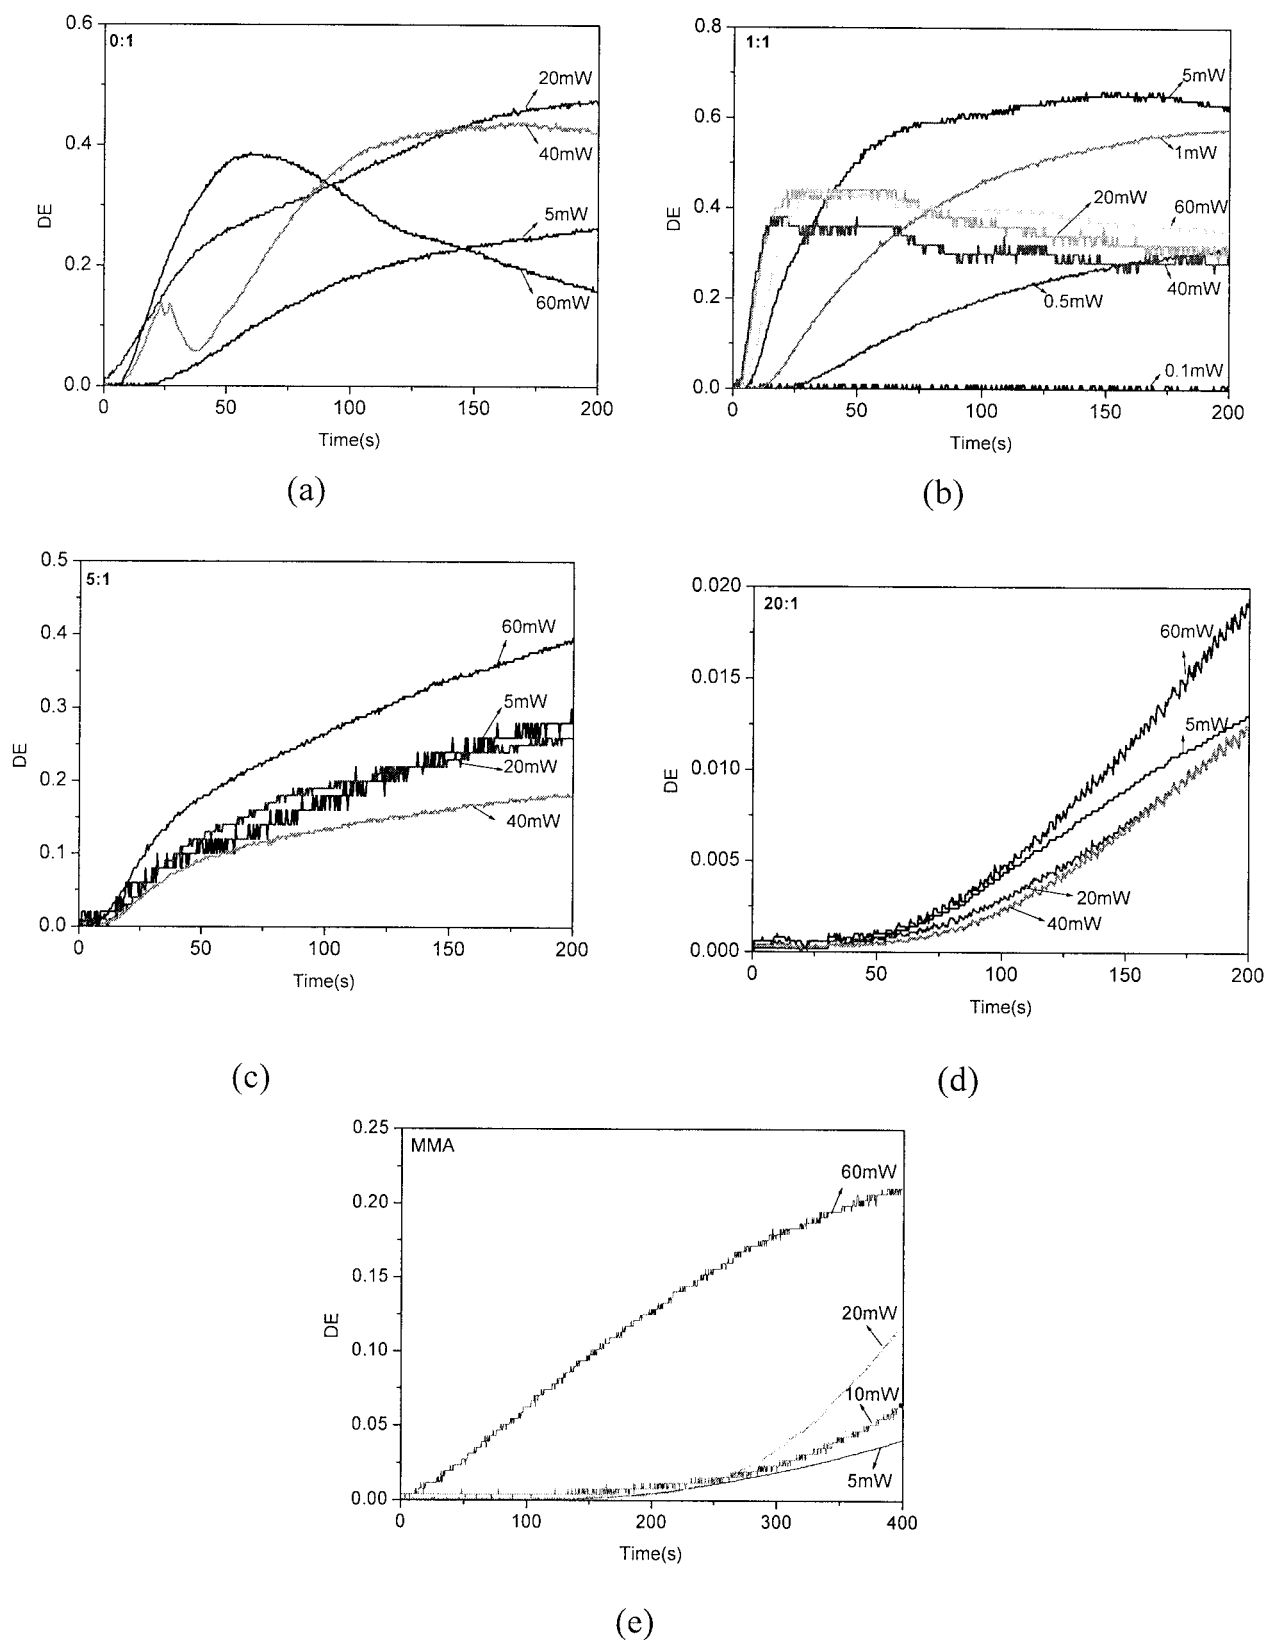 0:1
0.6
0.4
0.2
0.0
DE
20mW
40mW
5mW
60mW
0 50 100 150 200
Time(s)
(a)
1:1
0.8
0.6
0.4
0.2
0.0
DE
5mW
1mW
20mW
60mW
40mW
0.5mW
0.1mW
0 50 100 150 200
Time(s)
(b)
5:1
0.5
0.4
0.3
0.2
0.1
0.0
DE
60mW
5mW
20mW
40mW
0 50 100 150 200
Time(s)
(c)
20:1
0.020
0.015
0.010
0.005
0.000
DE
60mW
5mW
20mW
40mW
0 50 100 150 200
Time(s)
(d)
MMA
0.25
0.20
0.15
0.10
0.05
0.00
DE
60mW
20mW
10mW
5mW
0 100 200 300 400
Time(s)
(e)